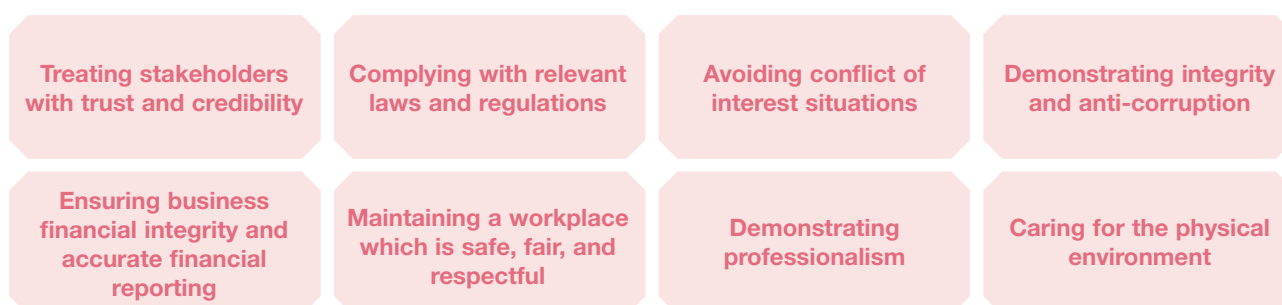 Treating stakeholders
with trust and credibility
Complying with relevant
laws and regulations
Avoiding conflict of
interest situations
Demonstrating integrity
and anti-corruption
Ensuring business
financial integrity and
accurate financial
reporting
Maintaining a workplace
which is safe, fair, and
respectful
Demonstrating
professionalism
Caring for the physical
environment